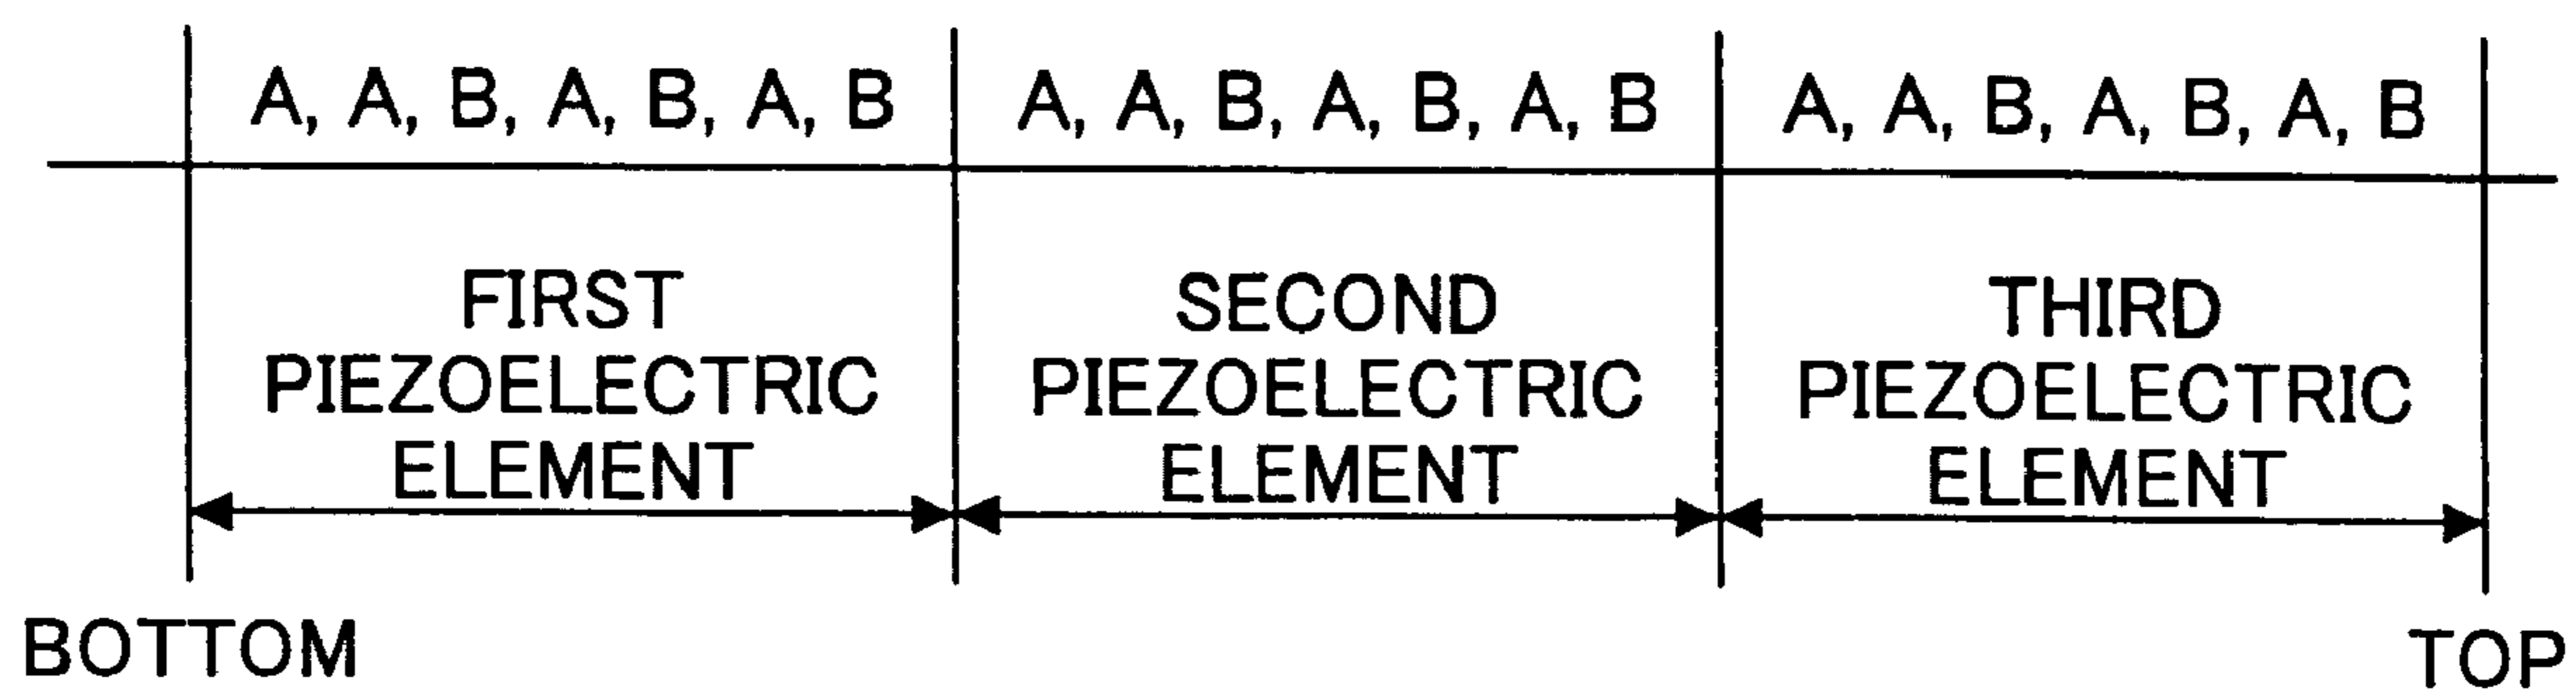 A, A, B, A, B, A, B
A, A, B, A, B, A, B
A, A, B, A, B, A, B
FIRST
PIEZOELECTRIC
ELEMENT
SECOND
PIEZOELECTRIC
ELEMENT
THIRD
PIEZOELECTRIC
ELEMENT
BOTTOM
TOP